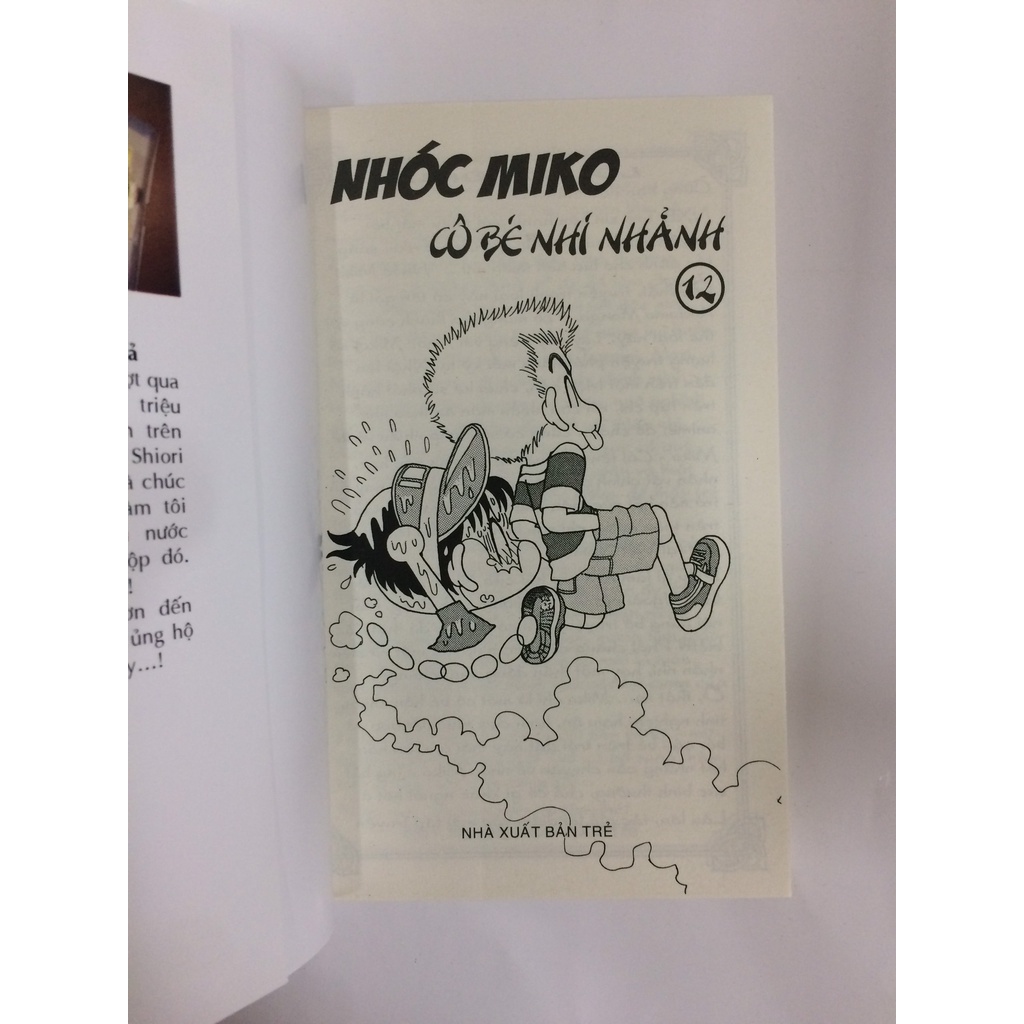 ả
ợt qua
triệu
trên
Shiori
chúc
tôi
nước
ộp đó.
!
ơn đến
ủng hộ
y...!
NHÓC MIKO
CÔ BÉ NHÍ NHẢNH
12
NHÀ XUẤT BẢN TRẺ